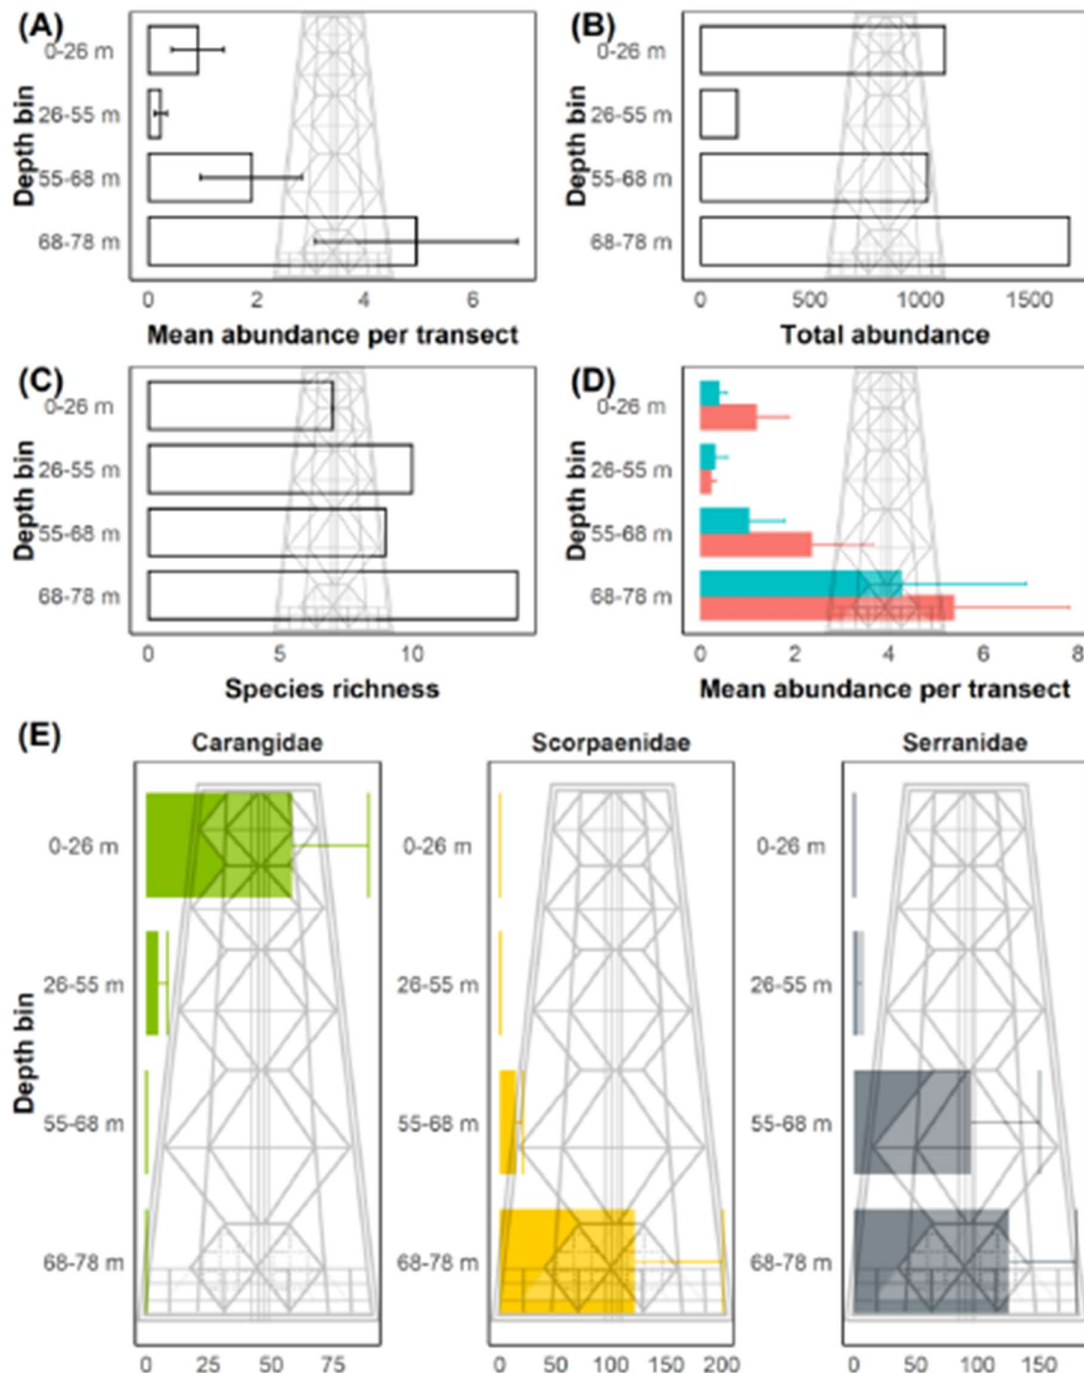 (A)
Depth bin
0-26 m
26-55 m
55-68 m
68-78 m
0 2 4 6
Mean abundance per transect
(B)
Depth bin
0-26 m
26-55 m
55-68 m
68-78 m
0 500 1000 1500
Total abundance
(C)
Depth bin
0-26 m
26-55 m
55-68 m
68-78 m
0 5 10
Species richness
(D)
Depth bin
0-26 m
26-55 m
55-68 m
68-78 m
0 2 4 6 8
Mean abundance per transect
(E)
Depth bin
Carangidae
0-26 m
26-55 m
55-68 m
68-78 m
0 25 50 75
Scorpaenidae
0-26 m
26-55 m
55-68 m
68-78 m
0 50 100 150 200
Serranidae
0-26 m
26-55 m
55-68 m
68-78 m
0 50 100 150